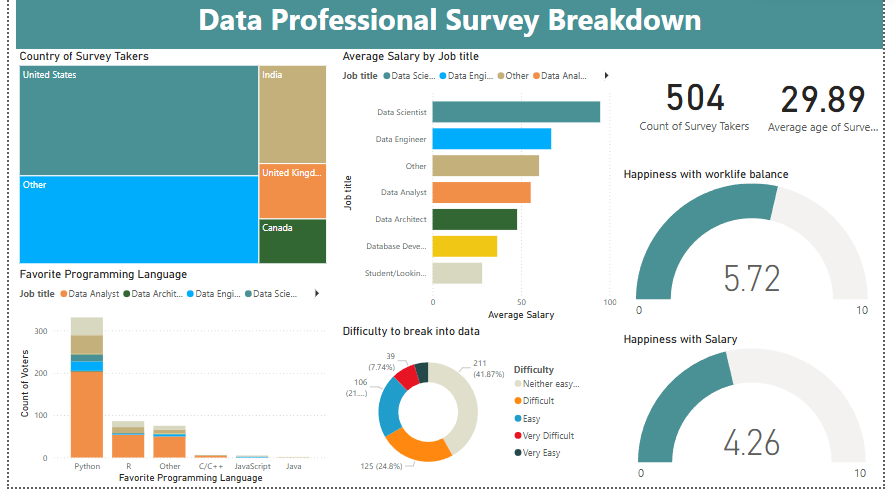 Data Professional Survey Breakdown
Country of Survey Takers
United States
India
Other
United Kingd...
Canada
Average Salary by Job title
Job title Data Scie... Data Engi... Other Data Anal...
Job title
Data Scientist
Data Engineer
Other
Data Analyst
Data Architect
Database Deve...
Student/Lookin...
0 50 100
Average Salary
504
Count of Survey Takers
29.89
Average age of Surve...
Happiness with worklife balance
5.72
0 10
Favorite Programming Language
Job title Data Analyst Data Archit... Data Engi... Data Scie...
Count of Voters
300
200
100
0
Python R Other C/C++ JavaScript Java
Favorite Programming Language
Difficulty to break into data
39
(7.74%)
211
(41.87%)
106
(21....)
125 (24.8%)
Difficulty
Neither easy...
Difficult
Easy
Very Difficult
Very Easy
Happiness with Salary
4.26
0 10